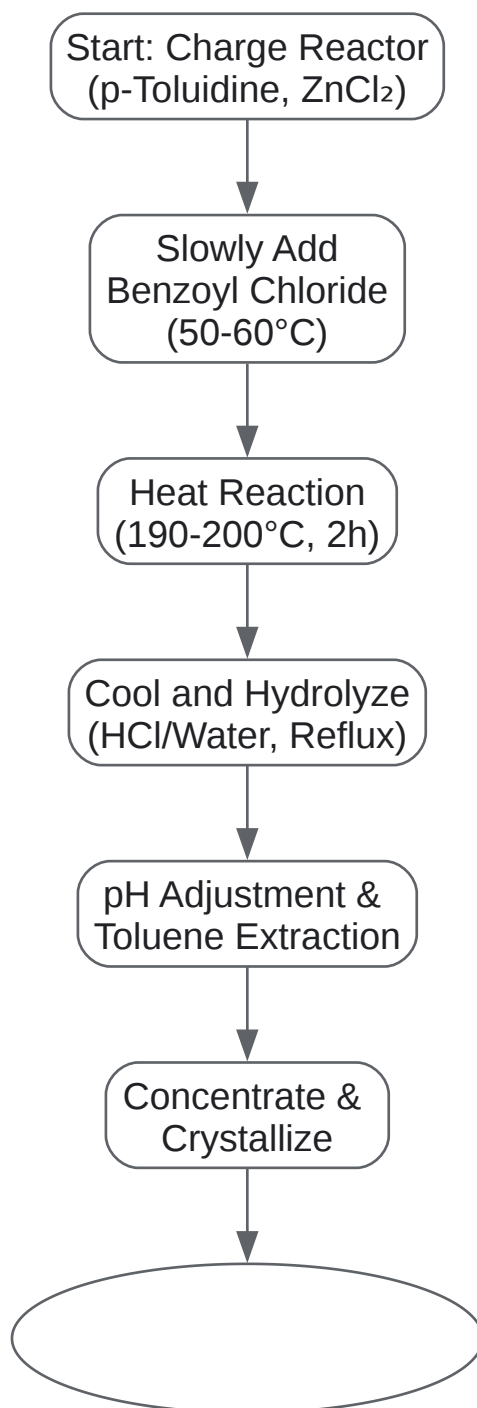 Start: Charge Reactor
(p-Toluidine, ZnCl₂)
Slowly Add
Benzoyl Chloride
(50-60°C)
Heat Reaction
(190-200°C, 2h)
Cool and Hydrolyze
(HCl/Water, Reflux)
pH Adjustment &
Toluene Extraction
Concentrate &
Crystallize